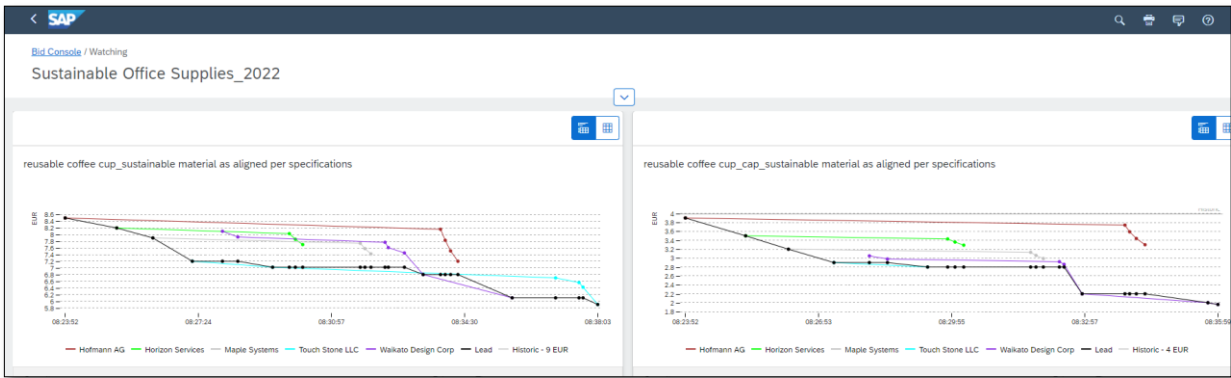 SAP
Bid Console / Watching
Sustainable Office Supplies_2022
reusable coffee cup_sustainable material as aligned per specifications
EUR
8.6
8.4
8.2
8
7.8
7.6
7.4
7.2
7
6.8
6.6
6.4
6.2
6
5.8
08:23:52 08:27:24 08:30:57 08:34:30 08:38:03
Hofmann AG Horizon Services Maple Systems Touch Stone LLC Waikato Design Corp Lead Historic - 9 EUR
reusable coffee cup_cap_sustainable material as aligned per specifications
EUR
4
3.8
3.6
3.4
3.2
3
2.8
2.6
2.4
2.2
2
1.8
08:23:52 08:26:53 08:29:55 08:32:57 08:35:59
Hofmann AG Horizon Services Maple Systems Touch Stone LLC Waikato Design Corp Lead Historic - 4 EUR